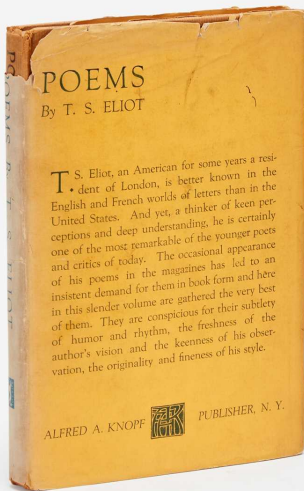 POEMS
By T. S. ELIOT
T. S. Eliot, an American for some years a resi-
dent of London, is better known in the
English and French worlds of letters than in the
United States. And yet, a thinker of keen per-
ceptions and deep understanding, he is certainly
one of the most remarkable of the younger poets
and critics of today. The occasional appearance
of his poems in the magazines has led to an
insistent demand for them in book form and here
in this slender volume are gathered the very best
of them. They are conspicious for their subtlety
of humor and rhythm, the freshness of the
author's vision and the keenness of his obser-
vation, the originality and fineness of his style.
ALFRED A. KNOPF PUBLISHER, N. Y.
POEMS By T. S. ELIOT